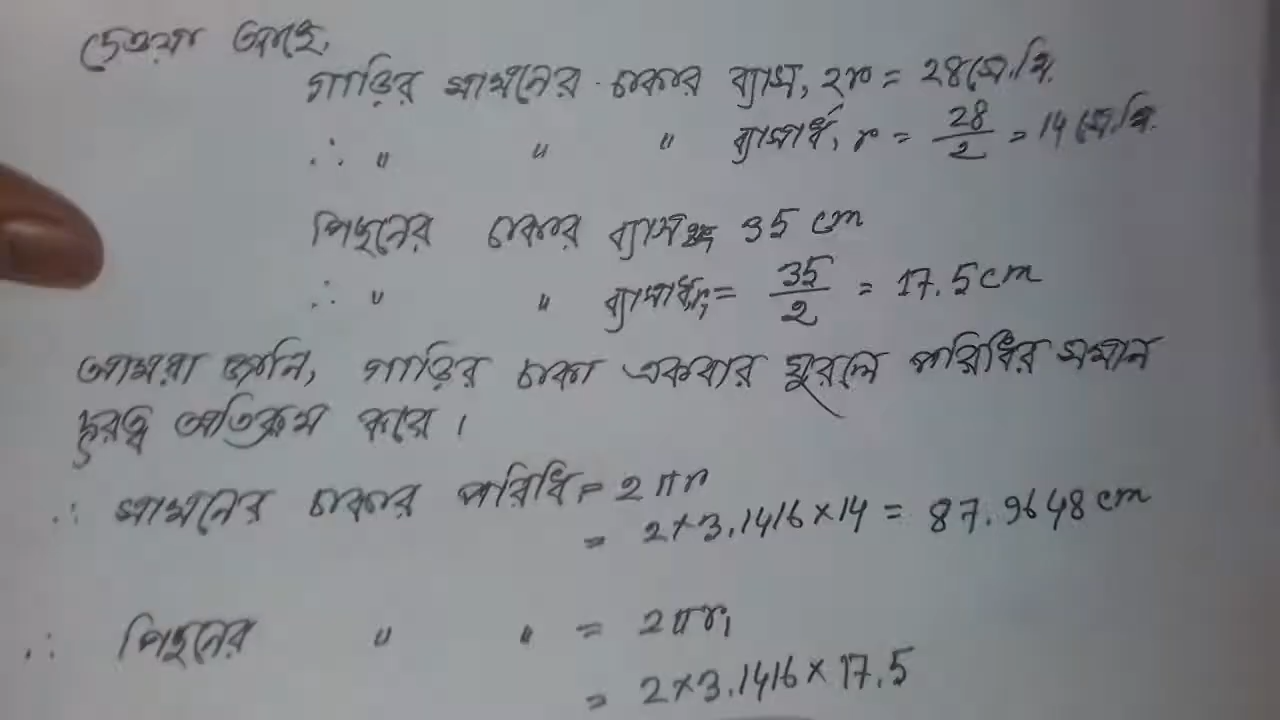 দেওয়া আছে,
গাড়ির সামনের চাকার ব্যাস, 2r = 28 সে.মি.
∴ " " " ব্যাসার্ধ, r = 28/2 = 14 সে.মি.
পিছনের চাকার ব্যাস = 35 cm
∴ " " ব্যাসার্ধ, r₁ = 35/2 = 17.5 cm
আমরা জানি, গাড়ির চাকা একবার ঘুরলে পরিধির সমান
দূরত্ব অতিক্রম করে।
∴ সামনের চাকার পরিধি = 2πr
= 2×3.1416×14 = 87.9648 cm
∴ পিছনের " " = 2πr₁
= 2×3.1416×17.5